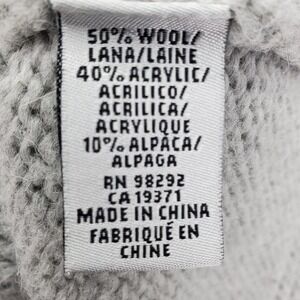 50% WOOL/
LANA/LAINE
40% ACRYLIC/
ACRILICO/
ACRILICA/
ACRYLIQUE
10% ALPACA/
ALPAGA
RN 98292
CA 19371
MADE IN CHINA
FABRIQUÉ EN
CHINE